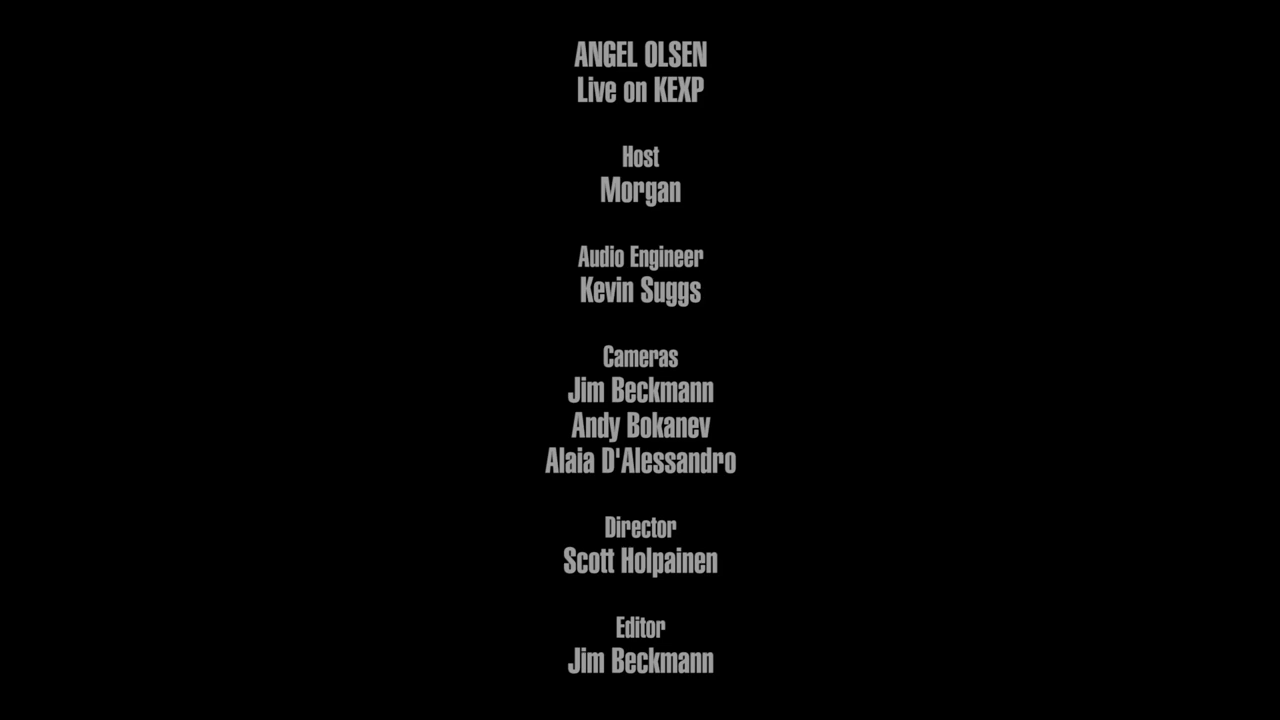 ANGEL OLSEN
Live on KEXP
Host
Morgan
Audio Engineer
Kevin Suggs
Cameras
Jim Beckmann
Andy Bokanev
Alaia D'Alessandro
Director
Scott Holpainen
Editor
Jim Beckmann